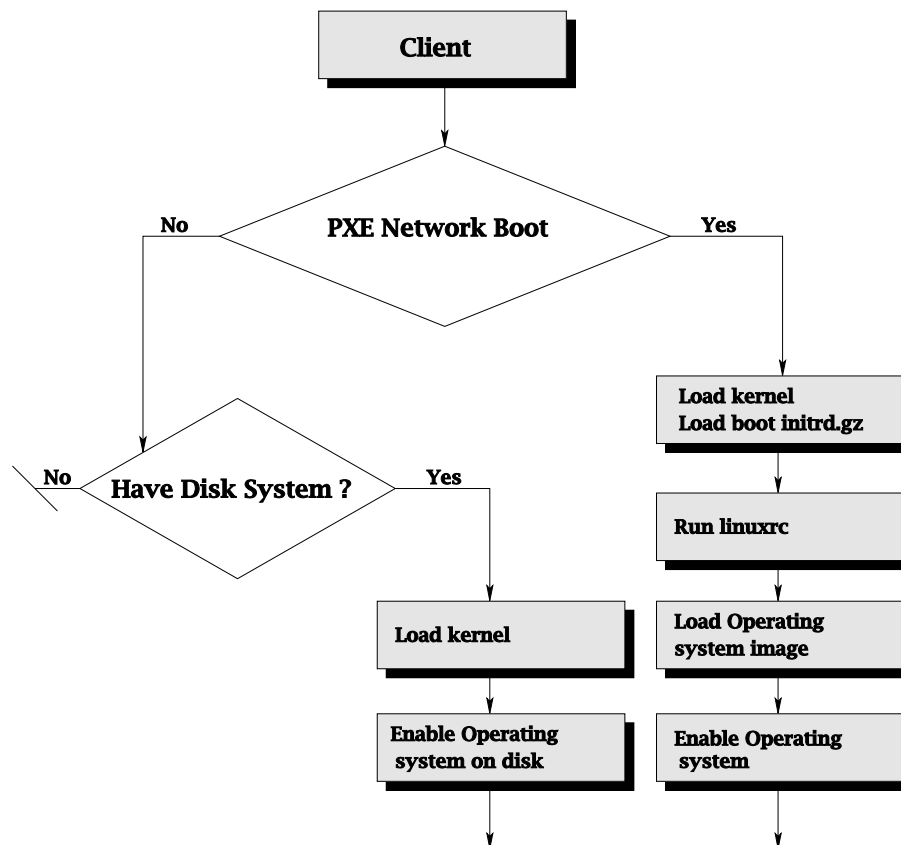 Client
PXE Network Boot
No
Yes
Load kernel
Load boot initrd.gz
No
Have Disk System ?
Yes
Run linuxrc
Load kernel
Load Operating
system image
Enable Operating
system on disk
Enable Operating
system